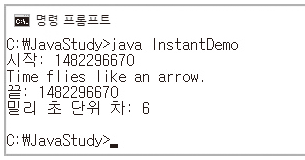 명령 프롬프트
C:\JavaStudy>java InstantDemo
시작: 1482296670
Time flies like an arrow.
끝: 1482296670
밀리 초 단위 차: 6
C:\JavaStudy>